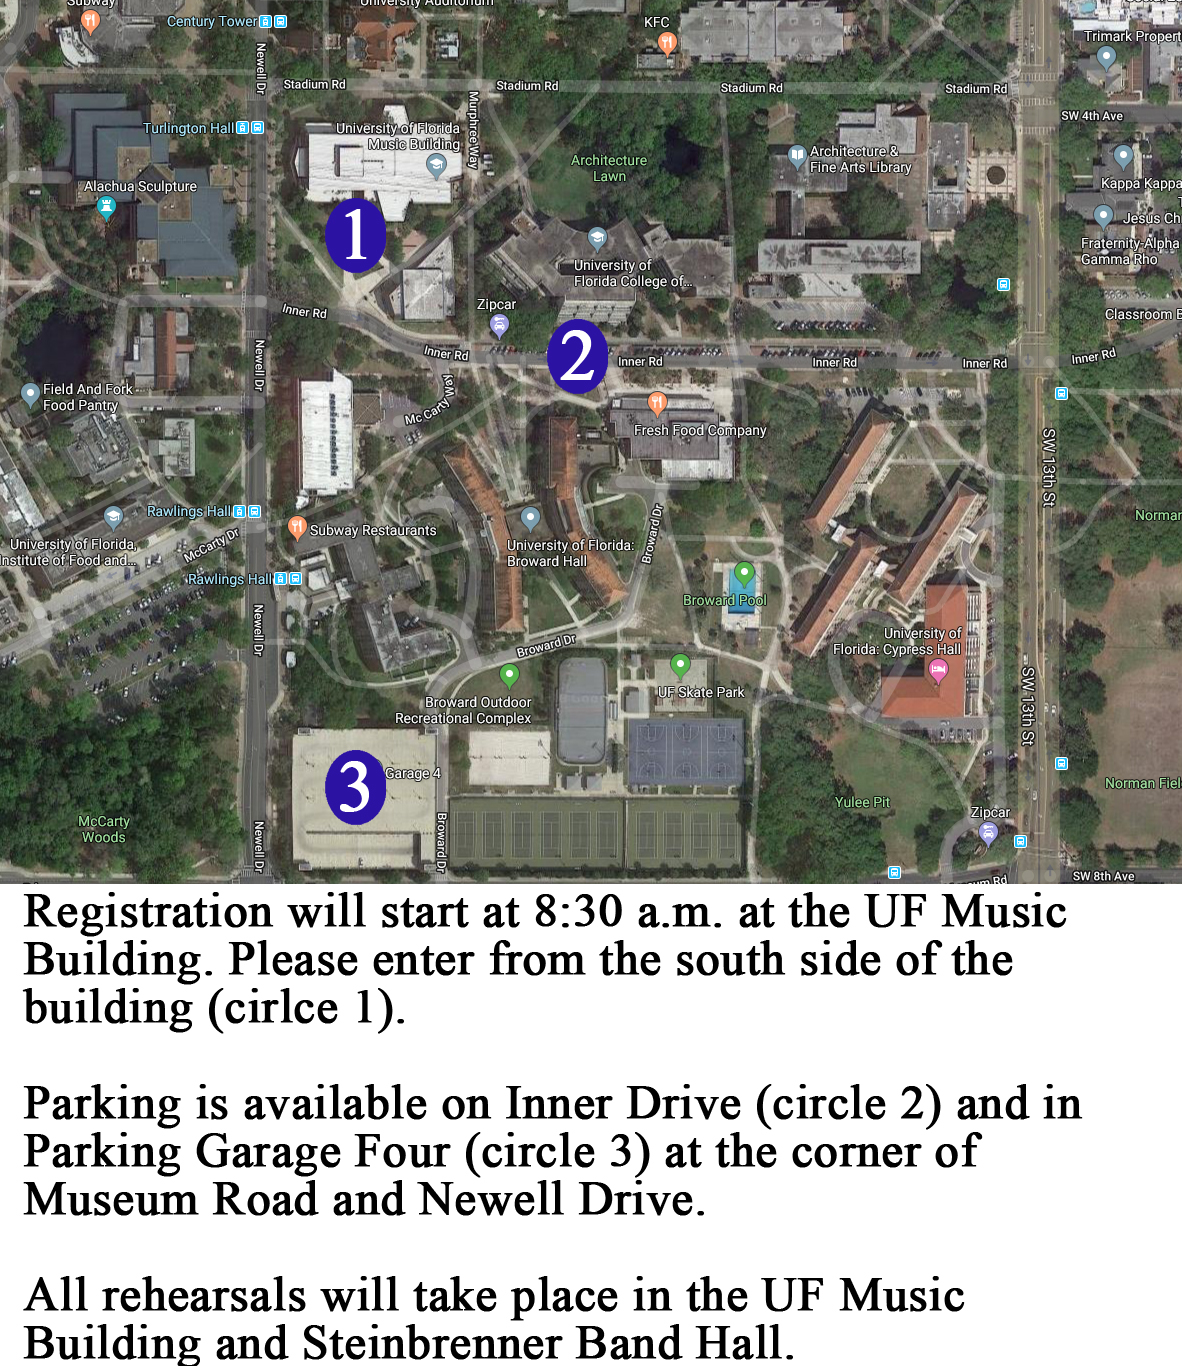 Subway
University Auditorium
Century Tower
KFC
Trimark Propert
Newell Dr
Stadium Rd
Stadium Rd
Stadium Rd
Stadium Rd
SW 4th Ave
Turlington Hall
University of Florida
Music Building
Murphree Way
Architecture
Lawn
Architecture &
Fine Arts Library
Kappa Kappa
Alachua Sculpture
1
Jesus Ch
Fraternity-Alpha
Gamma Rho
University of
Florida College of...
Zipcar
Inner Rd
Classroom B
Newell Dr
Inner Rd
2
Inner Rd
Inner Rd
Inner Rd
Inner Rd
Field And Fork -
Food Pantry
Mc Carty Way
Fresh Food Company
SW 13th St
Rawlings Hall
Subway Restaurants
Norman
University of Florida,
Institute of Food and...
McCarty Dr
University of Florida:
Broward Hall
Broward Dr
Rawlings Hall
Broward Pool
Newell Dr
Broward Dr
University of
Florida: Cypress Hall
UF Skate Park
SW 13th St
Broward Outdoor
Recreational Complex
3
Garage 4
Norman Fiel
McCarty
Woods
Newell Dr
Broward Dr
Yulee Pit
Zipcar
um Rd
SW 8th Ave
Registration will start at 8:30 a.m. at the UF Music
Building. Please enter from the south side of the
building (cirlce 1).
Parking is available on Inner Drive (circle 2) and in
Parking Garage Four (circle 3) at the corner of
Museum Road and Newell Drive.
All rehearsals will take place in the UF Music
Building and Steinbrenner Band Hall.